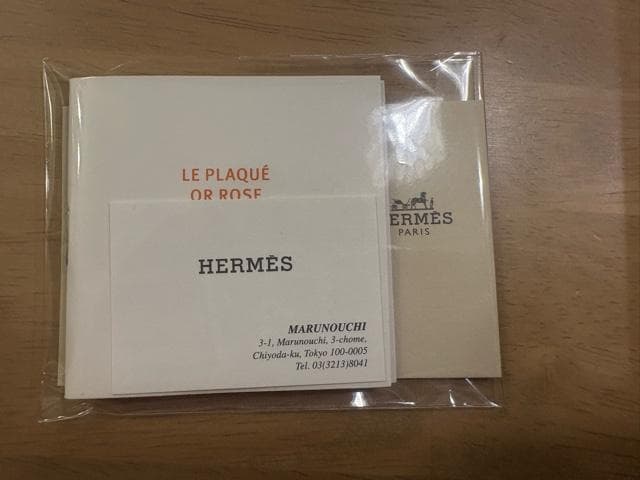 LE PLAQUÉ
OR ROSE
HERMÈS
MARUNOUCHI
3-1, Marunouchi, 3-chome,
Chiyoda-ku, Tokyo 100-0005
Tel. 03(3213)8041
HERMÈS
PARIS